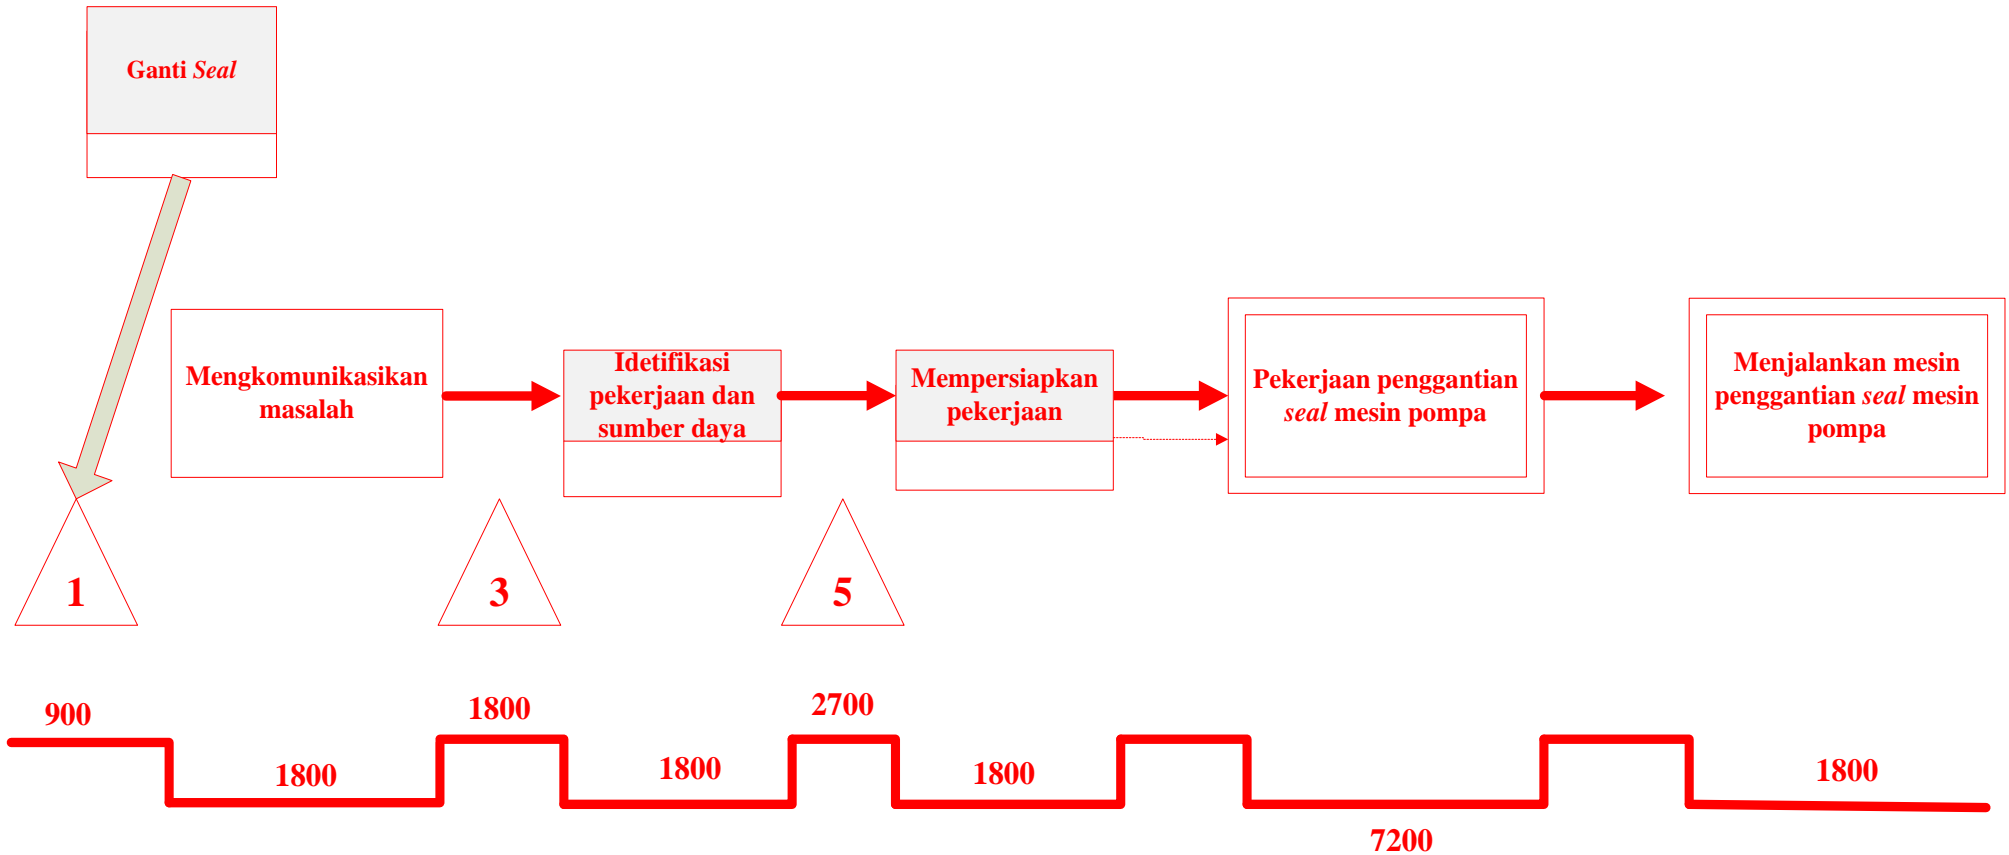 Ganti Seal
Mengkomunikasikan
masalah
Idetifikasi
pekerjaan dan
sumber daya
Mempersiapkan
pekerjaan
Pekerjaan penggantian
seal mesin pompa
Menjalankan mesin
penggantian seal mesin
pompa
1
3
5
900
1800
1800
1800
2700
1800
7200
1800